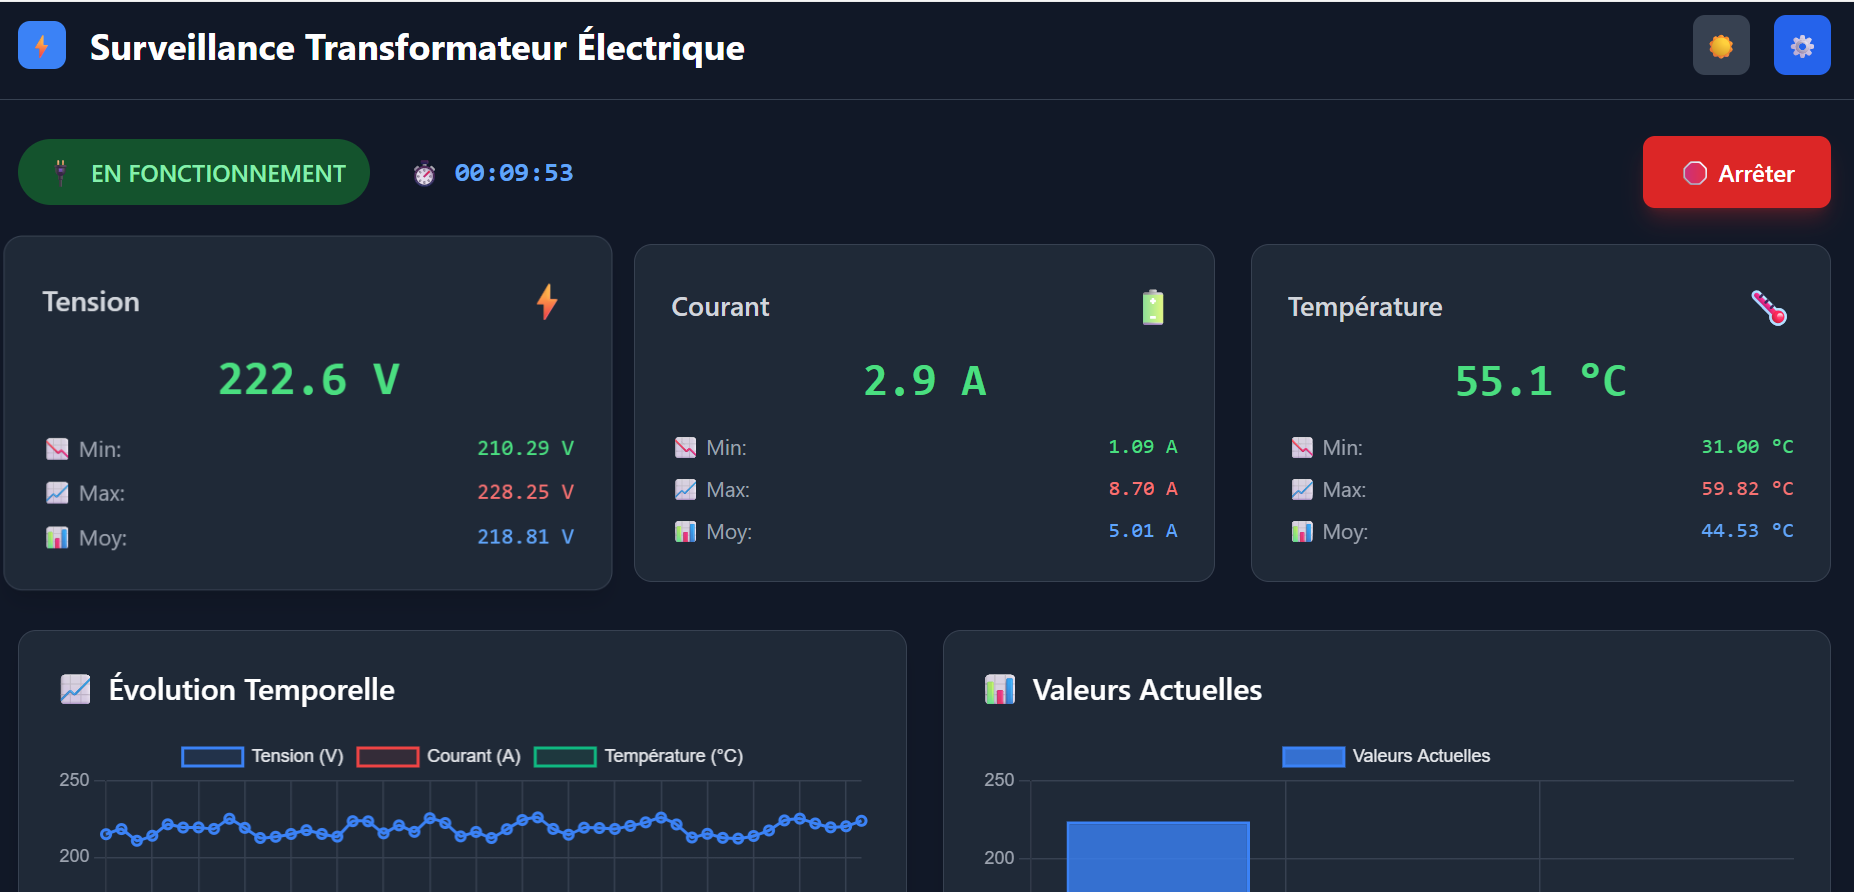 Surveillance Transformateur Électrique
EN FONCTIONNEMENT
00:09:53
Arrêter
Tension
222.6 V
Min: 210.29 V
Max: 228.25 V
Moy: 218.81 V
Courant
2.9 A
Min: 1.09 A
Max: 8.70 A
Moy: 5.01 A
Température
55.1 °C
Min: 31.00 °C
Max: 59.82 °C
Moy: 44.53 °C
Évolution Temporelle
Tension (V) Courant (A) Température (°C)
250
200
Valeurs Actuelles
Valeurs Actuelles
250
200